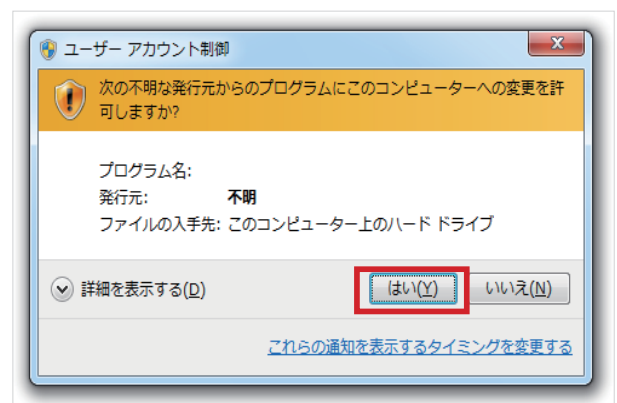 ユーザー アカウント制御
次の不明な発行元からのプログラムにこのコンピューターへの変更を許
可しますか?
プログラム名:
発行元: 不明
ファイルの入手先: このコンピューター上のハード ドライブ
詳細を表示する(D) はい(Y) いいえ(N)
これらの通知を表示するタイミングを変更する